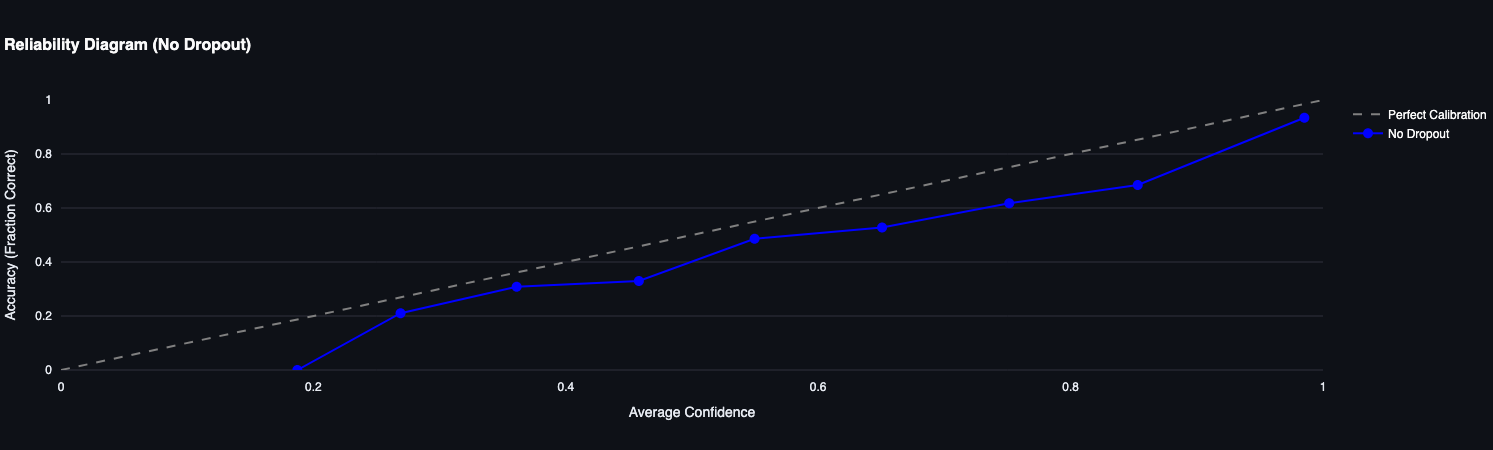 Reliability Diagram (No Dropout)
1
0.8
0.6
0.4
0.2
0
Accuracy (Fraction Correct)
0 0.2 0.4 0.6 0.8 1
Average Confidence
Perfect Calibration
No Dropout